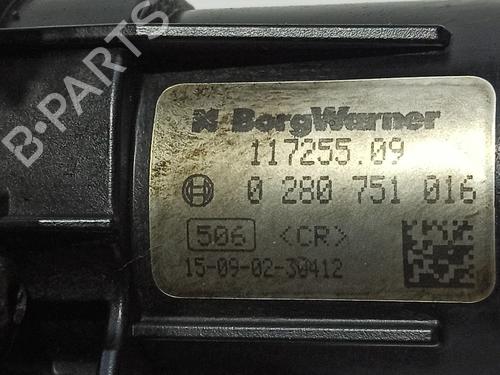 B-PARTS
BorgWarner
117255.09
0 280 751 016
506 <CR>
15-09-02-30412